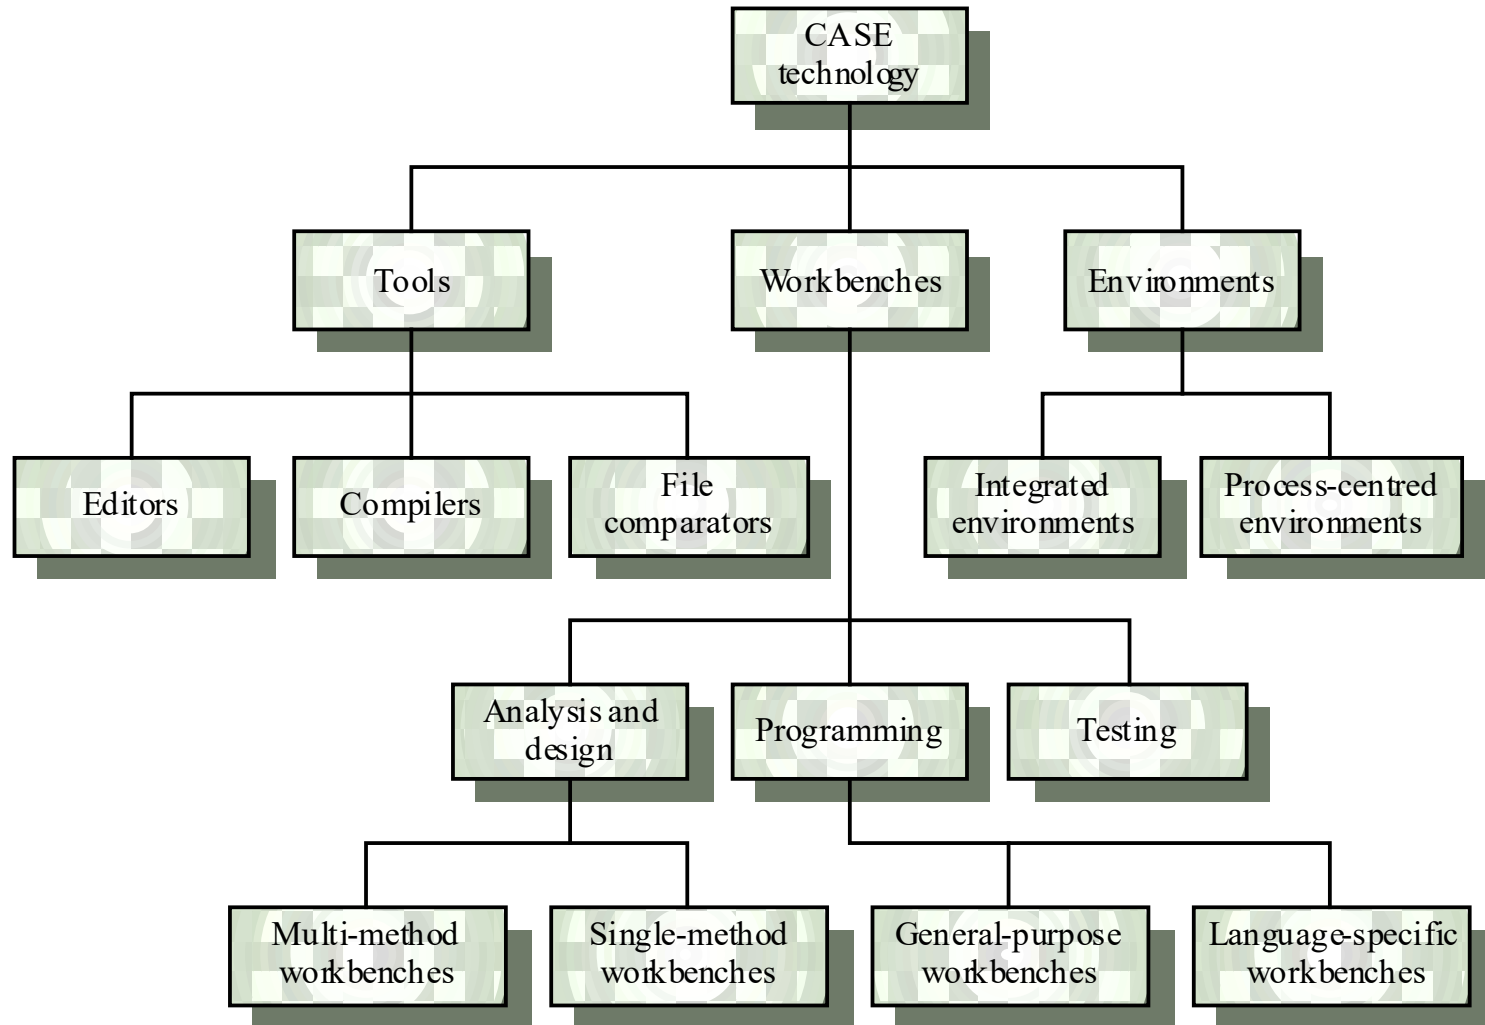 CASE
technology
Tools
Workbenches
Environments
Editors
Compilers
File
comparators
Integrated
environments
Process-centred
environments
Analysis and
design
Programming
Testing
Multi-method
workbenches
Single-method
workbenches
General-purpose
workbenches
Language-specific
workbenches